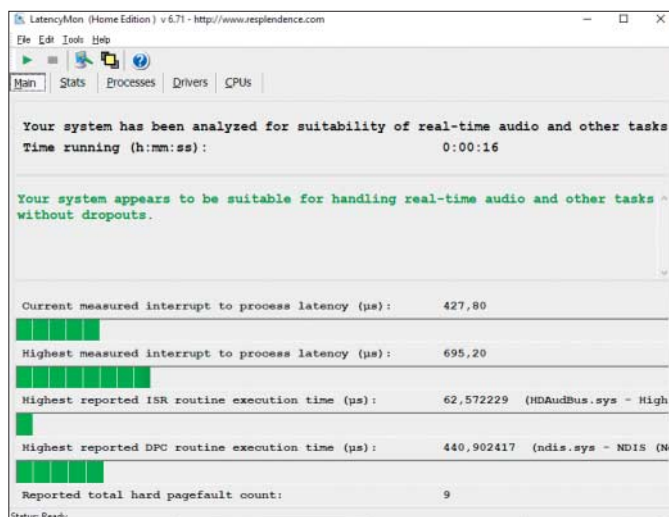 LatencyMon (Home Edition ) v 6.71 - http://www.resplendence.com
File Edit Tools Help
Main Stats Processes Drivers CPUs
Your system has been analyzed for suitability of real-time audio and other tasks
Time running (h:mm:ss): 0:00:16
Your system appears to be suitable for handling real-time audio and other tasks
without dropouts.
Current measured interrupt to process latency (µs): 427,80
Highest measured interrupt to process latency (µs): 695,20
Highest reported ISR routine execution time (µs): 62,572229 (HDAudBus.sys - High
Highest reported DPC routine execution time (µs): 440,902417 (ndis.sys - NDIS (N
Reported total hard pagefault count: 9
Status: Ready